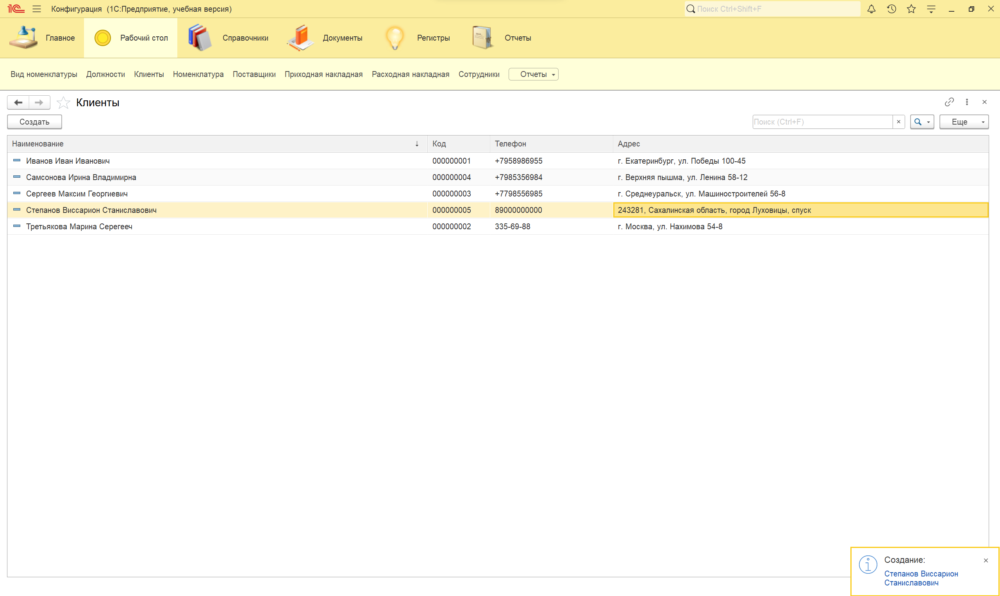 1С Конфигурация (1С:Предприятие, учебная версия) Поиск Ctrl+Shift+F
Главное Рабочий стол Справочники Документы Регистры Отчеты
Вид номенклатуры Должности Клиенты Номенклатура Поставщики Приходная накладная Расходная накладная Сотрудники Отчеты
Клиенты
Создать Поиск (Ctrl+F) Еще
Наименование Код Телефон Адрес
Иванов Иван Иванович 000000001 +7958986955 г. Екатеринбург, ул. Победы 100-45
Самсонова Ирина Владимирна 000000004 +7985356984 г. Верхняя пышма, ул. Ленина 58-12
Сергеев Максим Георгиевич 000000003 +7798556985 г. Среднеуральск, ул. Машиностроителей 56-8
Степанов Виссарион Станиславович 000000005 89000000000 243281, Сахалинская область, город Луховицы, спуск
Третьякова Марина Серегееч 000000002 335-69-88 г. Москва, ул. Нахимова 54-8
Создание:
Степанов Виссарион
Станиславович